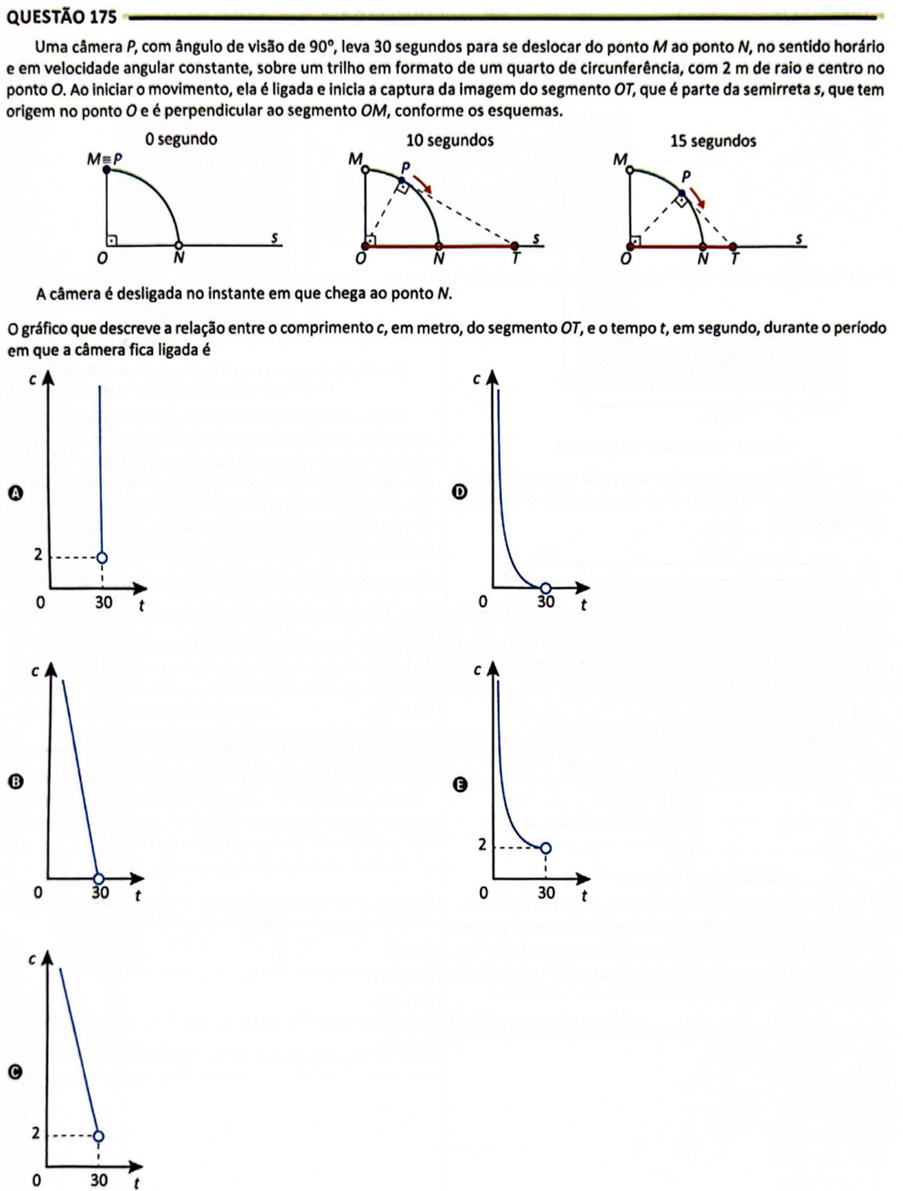 QUESTÃO 175
Uma câmera P, com ângulo de visão de 90º, leva 30 segundos para se deslocar do ponto M ao ponto N, no sentido horário
e em velocidade angular constante, sobre um trilho em formato de um quarto de circunferência, com 2 m de raio e centro no
ponto O. Ao iniciar o movimento, ela é ligada e inicia a captura da imagem do segmento OT, que é parte da semirreta s, que tem
origem no ponto O e é perpendicular ao segmento OM, conforme os esquemas.
0 segundo
M≡P
O
N
s
10 segundos
M
P
O
N
T
s
15 segundos
M
P
O
N
T
s
A câmera é desligada no instante em que chega ao ponto N.
O gráfico que descreve a relação entre o comprimento c, em metro, do segmento OT, e o tempo t, em segundo, durante o período
em que a câmera fica ligada é
A
c
2
0
30
t
B
c
0
30
t
C
c
2
0
30
t
D
c
0
30
t
E
c
2
0
30
t